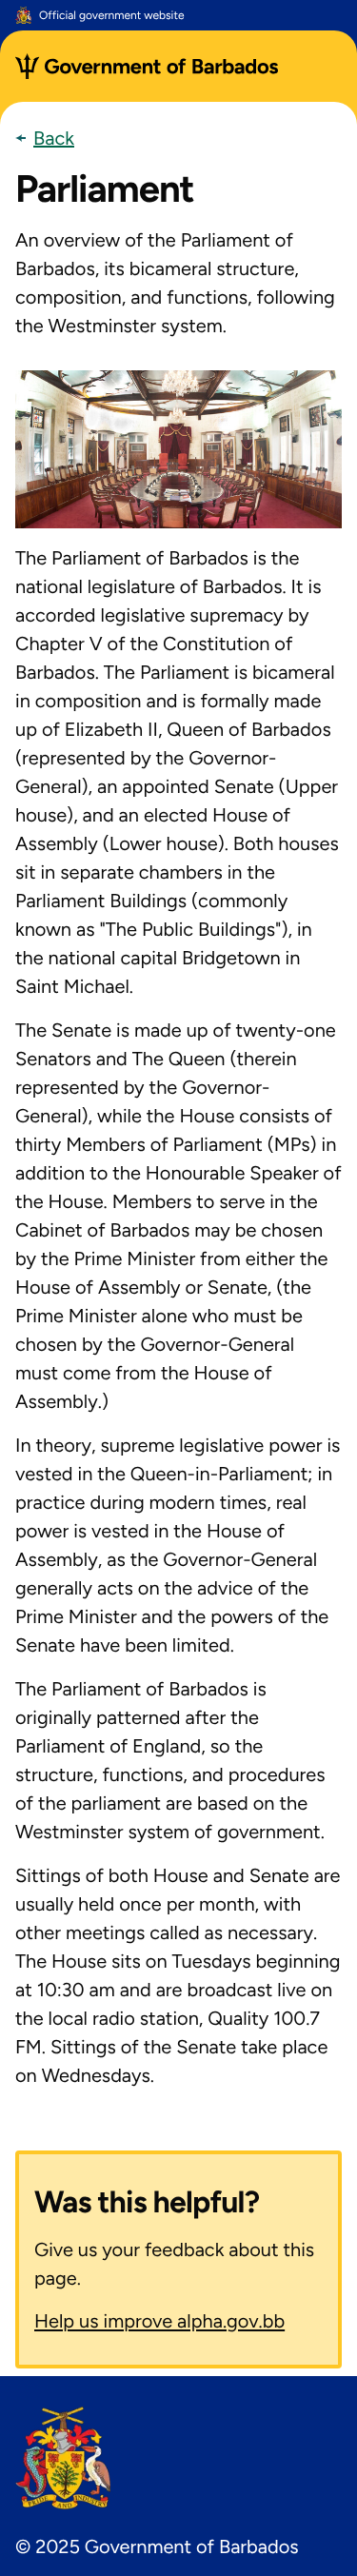 Official government website
Government of Barbados
← Back
Parliament
An overview of the Parliament of
Barbados, its bicameral structure,
composition, and functions, following
the Westminster system.
The Parliament of Barbados is the
national legislature of Barbados. It is
accorded legislative supremacy by
Chapter V of the Constitution of
Barbados. The Parliament is bicameral
in composition and is formally made
up of Elizabeth II, Queen of Barbados
(represented by the Governor-
General), an appointed Senate (Upper
house), and an elected House of
Assembly (Lower house). Both houses
sit in separate chambers in the
Parliament Buildings (commonly
known as "The Public Buildings"), in
the national capital Bridgetown in
Saint Michael.
The Senate is made up of twenty-one
Senators and The Queen (therein
represented by the Governor-
General), while the House consists of
thirty Members of Parliament (MPs) in
addition to the Honourable Speaker of
the House. Members to serve in the
Cabinet of Barbados may be chosen
by the Prime Minister from either the
House of Assembly or Senate, (the
Prime Minister alone who must be
chosen by the Governor-General
must come from the House of
Assembly.)
In theory, supreme legislative power is
vested in the Queen-in-Parliament; in
practice during modern times, real
power is vested in the House of
Assembly, as the Governor-General
generally acts on the advice of the
Prime Minister and the powers of the
Senate have been limited.
The Parliament of Barbados is
originally patterned after the
Parliament of England, so the
structure, functions, and procedures
of the parliament are based on the
Westminster system of government.
Sittings of both House and Senate are
usually held once per month, with
other meetings called as necessary.
The House sits on Tuesdays beginning
at 10:30 am and are broadcast live on
the local radio station, Quality 100.7
FM. Sittings of the Senate take place
on Wednesdays.
Was this helpful?
Give us your feedback about this
page.
Help us improve alpha.gov.bb
PRIDE AND INDUSTRY
© 2025 Government of Barbados